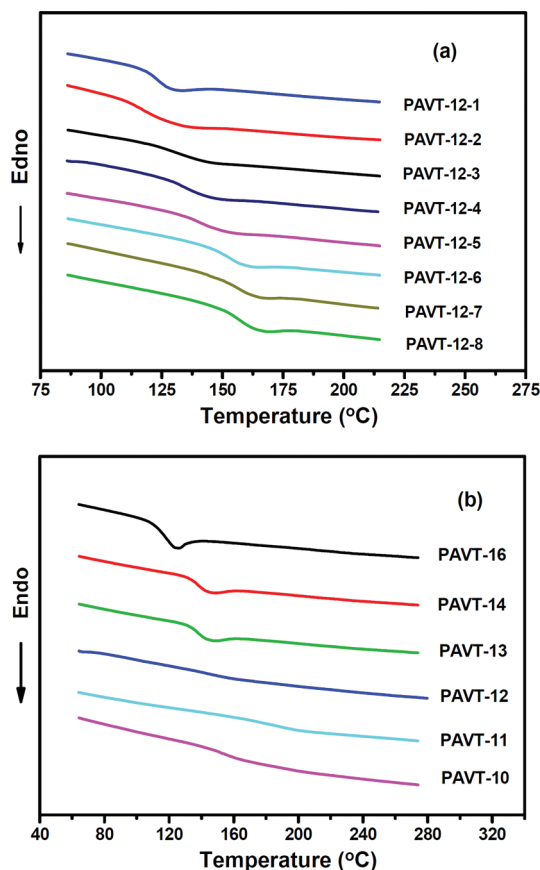 (a)
PAVT-12-1
PAVT-12-2
PAVT-12-3
PAVT-12-4
PAVT-12-5
PAVT-12-6
PAVT-12-7
PAVT-12-8
Edno
75 100 125 150 175 200 225 250 275
Temperature (oC)
(b)
PAVT-16
PAVT-14
PAVT-13
PAVT-12
PAVT-11
PAVT-10
Endo
40 80 120 160 200 240 280 320
Temperature (oC)